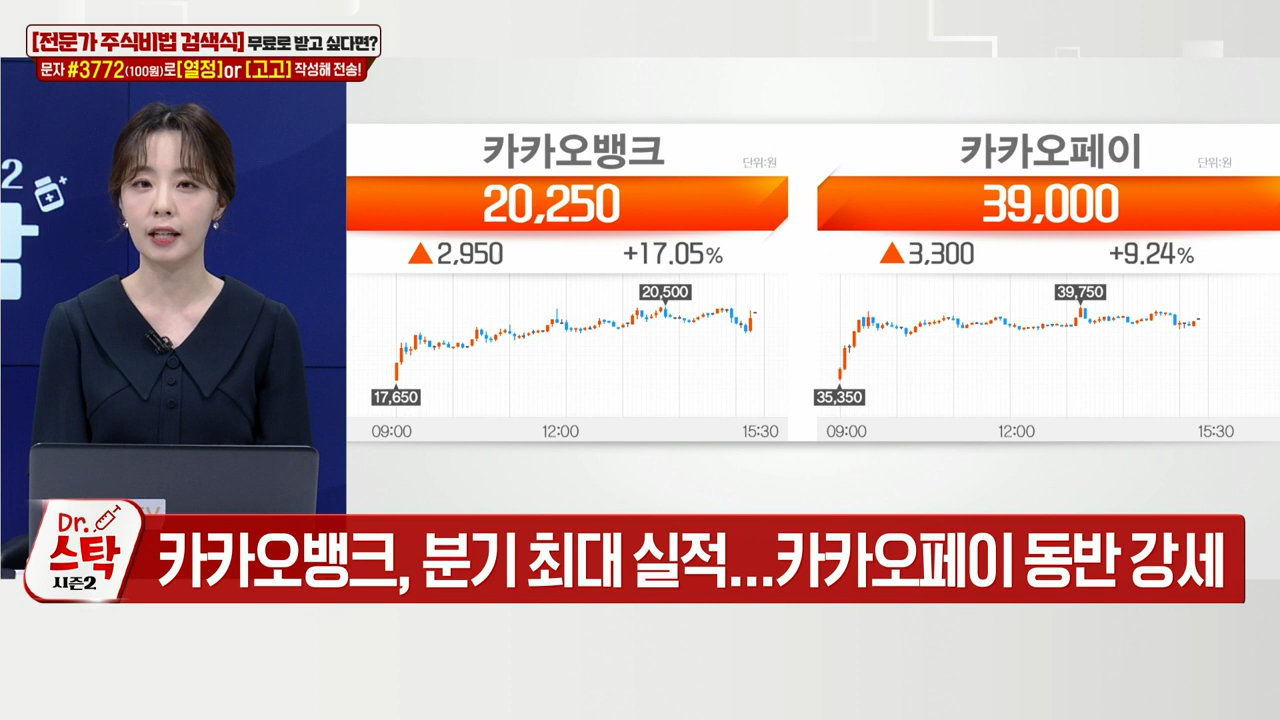 [전문가 주식비법 검색식] 무료로 받고 싶다면?
문자 #3772(100원)로 [열정]or [고고] 작성해 전송!
2
카카오뱅크
단위:원
20,250
▲2,950 +17.05%
20,500
17,650
09:00 12:00 15:30
카카오페이
단위:원
39,000
▲3,300 +9.24%
39,750
35,350
09:00 12:00 15:30
Dr.
스탁
시즌2
카카오뱅크, 분기 최대 실적...카카오페이 동반 강세